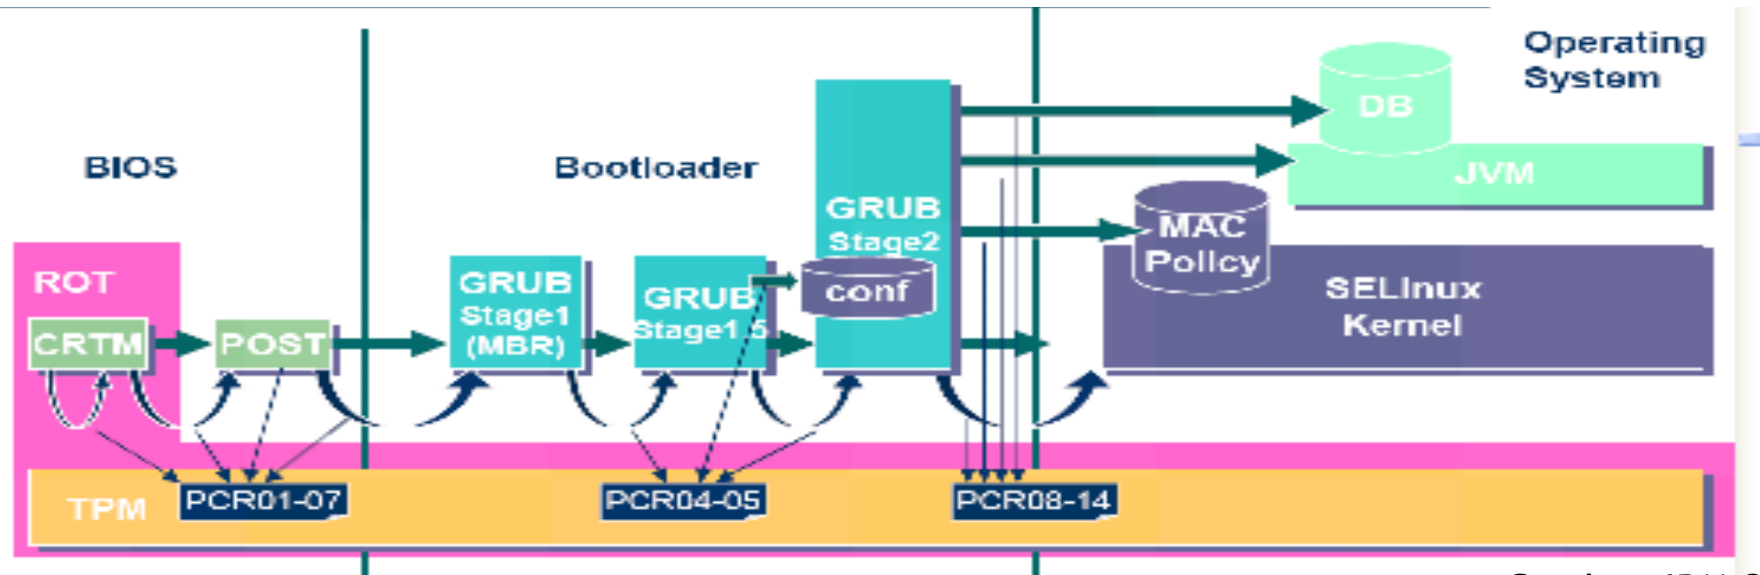 Operating
System
DB
BIOS
Bootloader
JVM
GRUB
Stage2
MAC
Policy
ROT
GRUB
Stage1
(MBR)
GRUB
Stage1.5
conf
SELinux
Kernel
CRTM
POST
TPM
PCR01-07
PCR04-05
PCR08-14